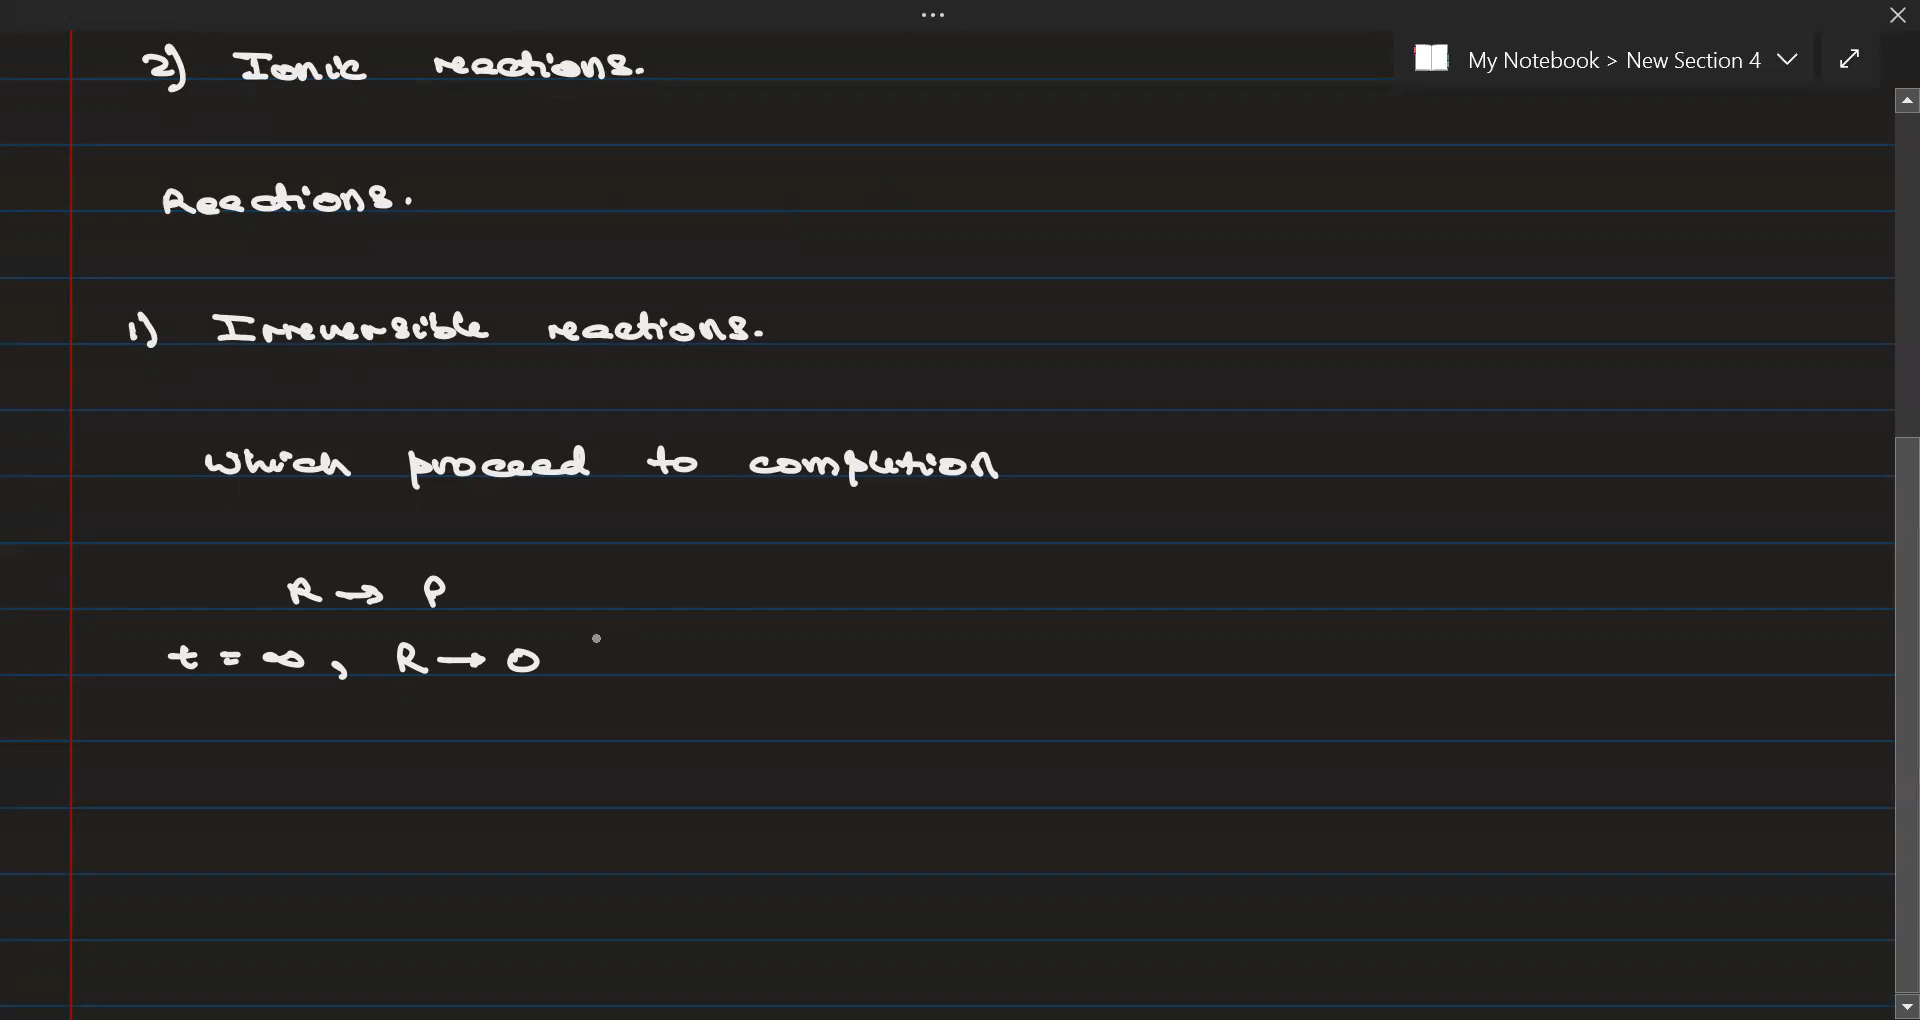 2) Ionic reactions.
My Notebook > New Section 4
Reactions.
1) Irreversible reactions.
which proceed to completion
R → P
t = ∞, R → 0